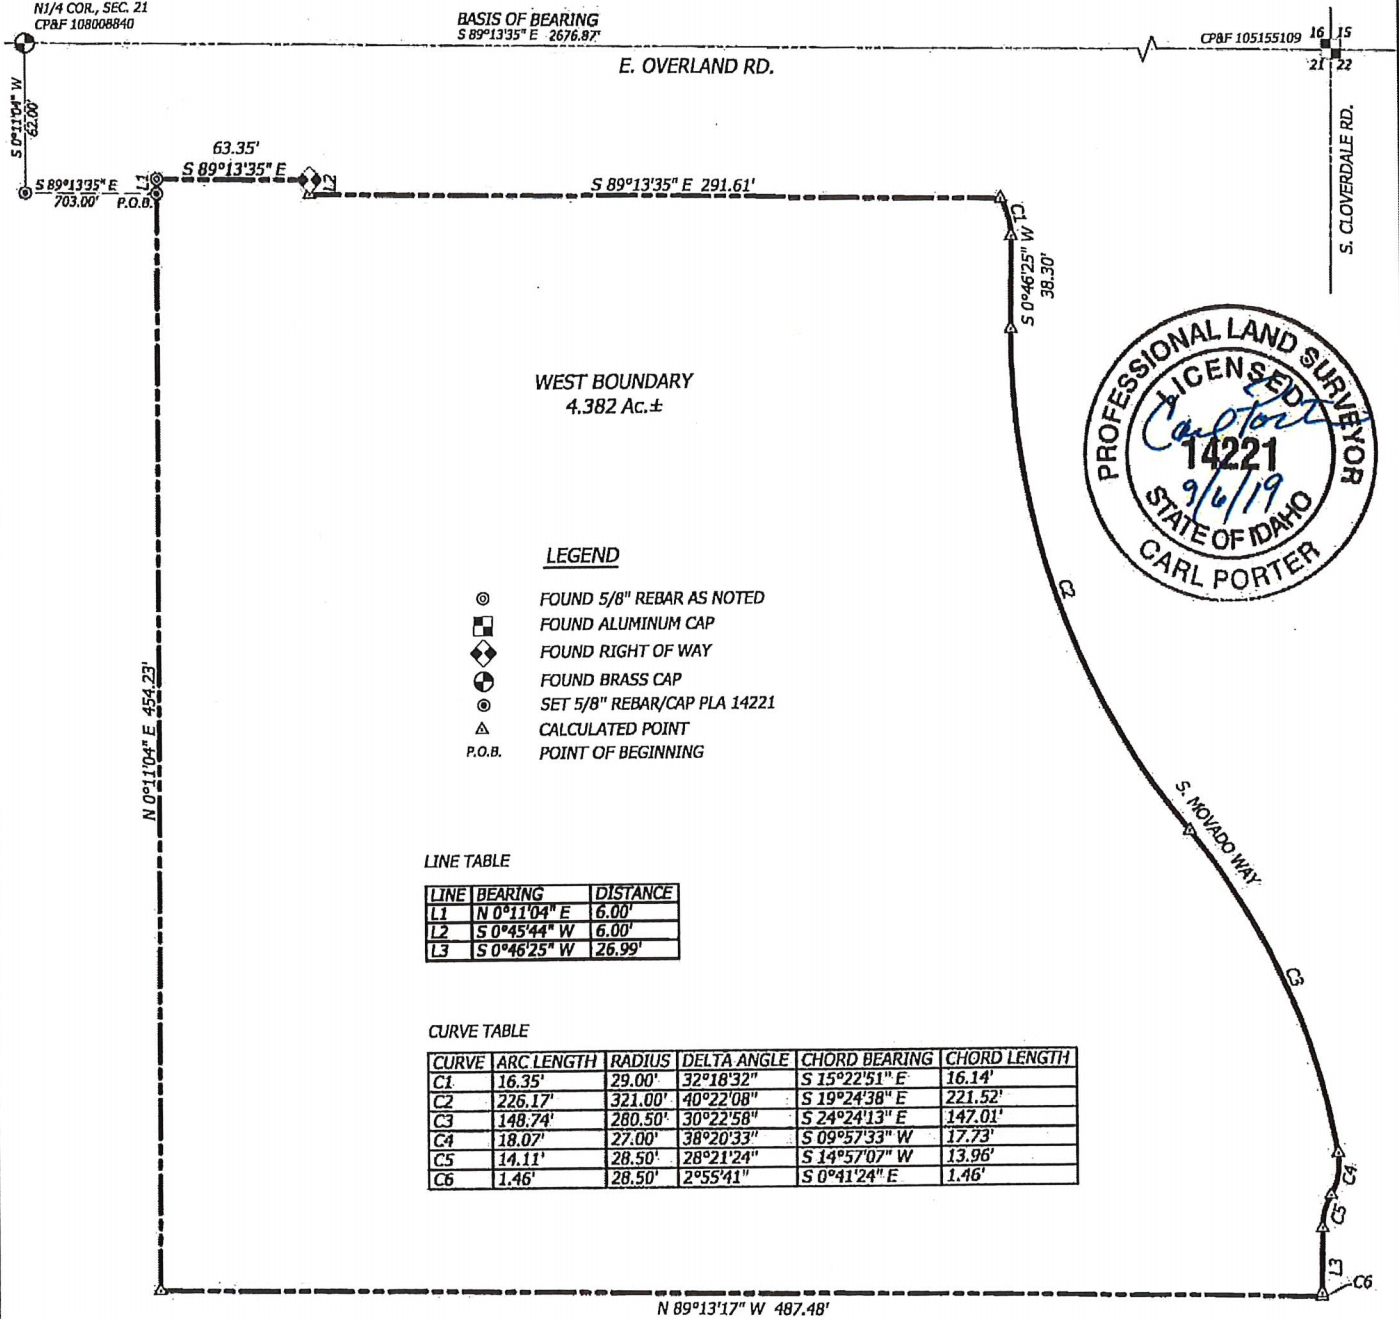 N1/4 COR., SEC. 21
CP&F 108008840
BASIS OF BEARING
S 89°13'35" E 2676.87'
CP&F 105155109
16 15
21 22
E. OVERLAND RD.
S. CLOVERDALE RD.
S 0°11'04" W
62.00'
S 89°13'35" E
703.00'
P.O.B.
L1
63.35'
S 89°13'35" E
L2
S 89°13'35" E 291.61'
C1
S 0°46'25" W
38.30'
WEST BOUNDARY
4.382 Ac.±
PROFESSIONAL LAND SURVEYOR
LICENSED
Carl Porter
14221
9/6/19
STATE OF IDAHO
CARL PORTER
LEGEND
FOUND 5/8" REBAR AS NOTED
FOUND ALUMINUM CAP
FOUND RIGHT OF WAY
FOUND BRASS CAP
SET 5/8" REBAR/CAP PLA 14221
CALCULATED POINT
P.O.B. POINT OF BEGINNING
C2
N 0°11'04" E 454.23'
S. MOVADO WAY
LINE TABLE
LINE BEARING DISTANCE
L1 N 0°11'04" E 6.00'
L2 S 0°45'44" W 6.00'
L3 S 0°46'25" W 26.99'
C3
CURVE TABLE
CURVE ARC LENGTH RADIUS DELTA ANGLE CHORD BEARING CHORD LENGTH
C1 16.35' 29.00' 32°18'32" S 15°22'51" E 16.14'
C2 226.17' 321.00' 40°22'08" S 19°24'38" E 221.52'
C3 148.74' 280.50' 30°22'58" S 24°24'13" E 147.01'
C4 18.07' 27.00' 38°20'33" S 09°57'33" W 17.73'
C5 14.11' 28.50' 28°21'24" S 14°57'07" W 13.96'
C6 1.46' 28.50' 2°55'41" S 0°41'24" E 1.46'
C4
C5
L3
C6
N 89°13'17" W 487.48'